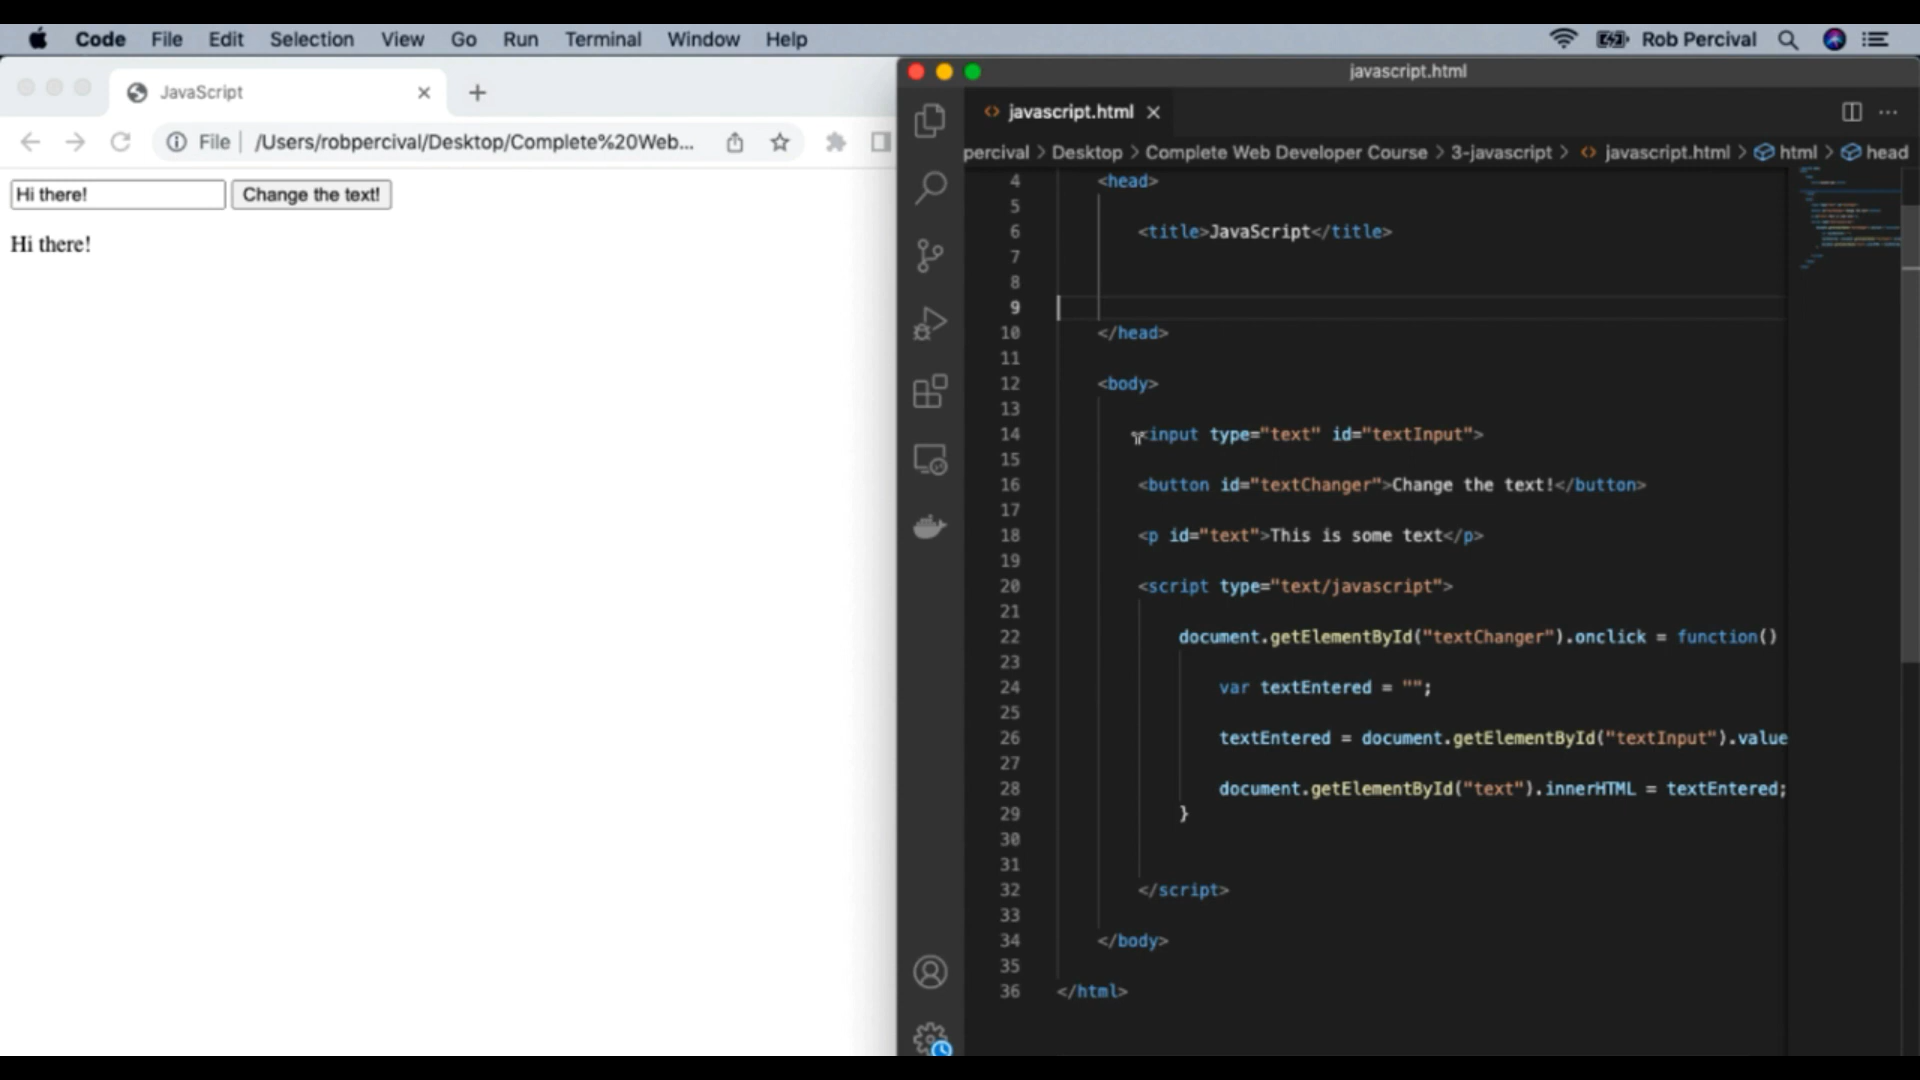 Code File Edit Selection View Go Run Terminal Window Help Rob Percival
JavaScript
File /Users/robpercival/Desktop/Complete%20Web...
Hi there! Change the text!
Hi there!
javascript.html
javascript.html
percival > Desktop > Complete Web Developer Course > 3-javascript > javascript.html > html > head
4 <head>
5
6 <title>JavaScript</title>
7
8
9
10 </head>
11
12 <body>
13
14 <input type="text" id="textInput">
15
16 <button id="textChanger">Change the text!</button>
17
18 <p id="text">This is some text</p>
19
20 <script type="text/javascript">
21
22 document.getElementById("textChanger").onclick = function()
23
24 var textEntered = "";
25
26 textEntered = document.getElementById("textInput").value
27
28 document.getElementById("text").innerHTML = textEntered;
29 }
30
31
32 </script>
33
34 </body>
35
36 </html>